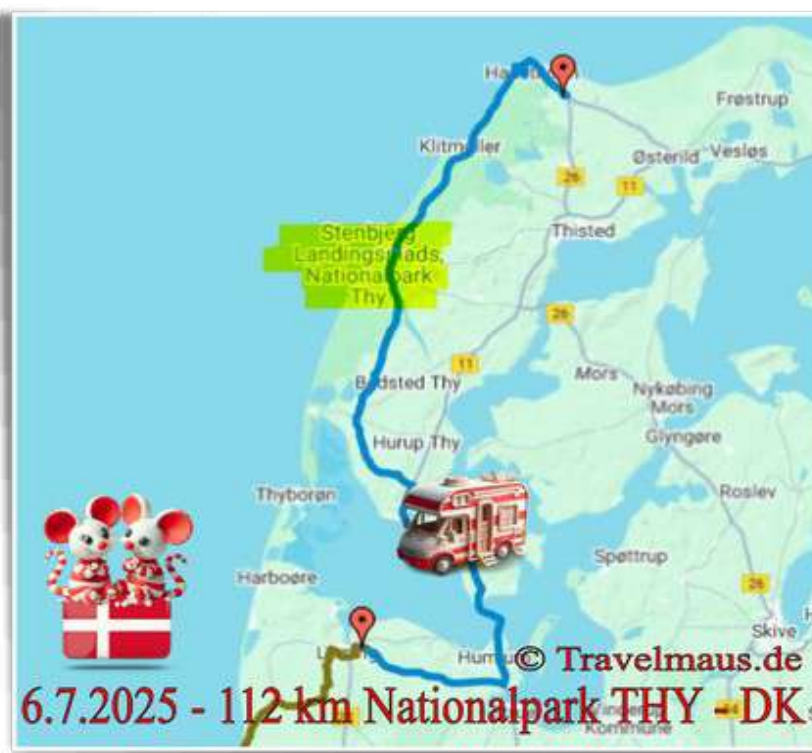 Frøstrup
Klitmøller
Østerild
Vesløs
26
11
Stenbjerg
Landingsplads,
Nationalpark
Thy
Thisted
26
11
Mors
Nykøbing
Mors
Bedsted Thy
Hurup Thy
Glyngøre
Thyborøn
Roslev
Spøttrup
Harboøre
26
Skive
© Travelmaus.de
6.7.2025 - 112 km Nationalpark THY - DK
Kommune